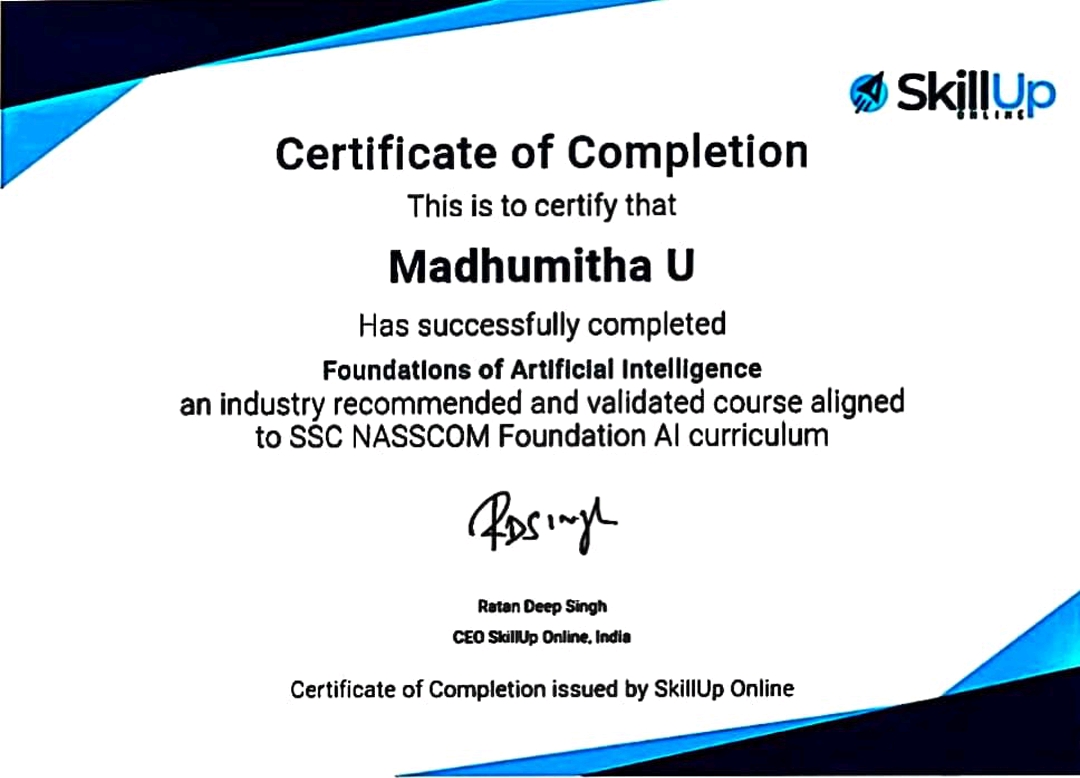 SkillUp
ONLINE
Certificate of Completion
This is to certify that
Madhumitha U
Has successfully completed
Foundations of Artificial Intelligence
an industry recommended and validated course aligned
to SSC NASSCOM Foundation AI curriculum
RDSingh
Ratan Deep Singh
CEO SkillUp Online, India
Certificate of Completion issued by SkillUp Online